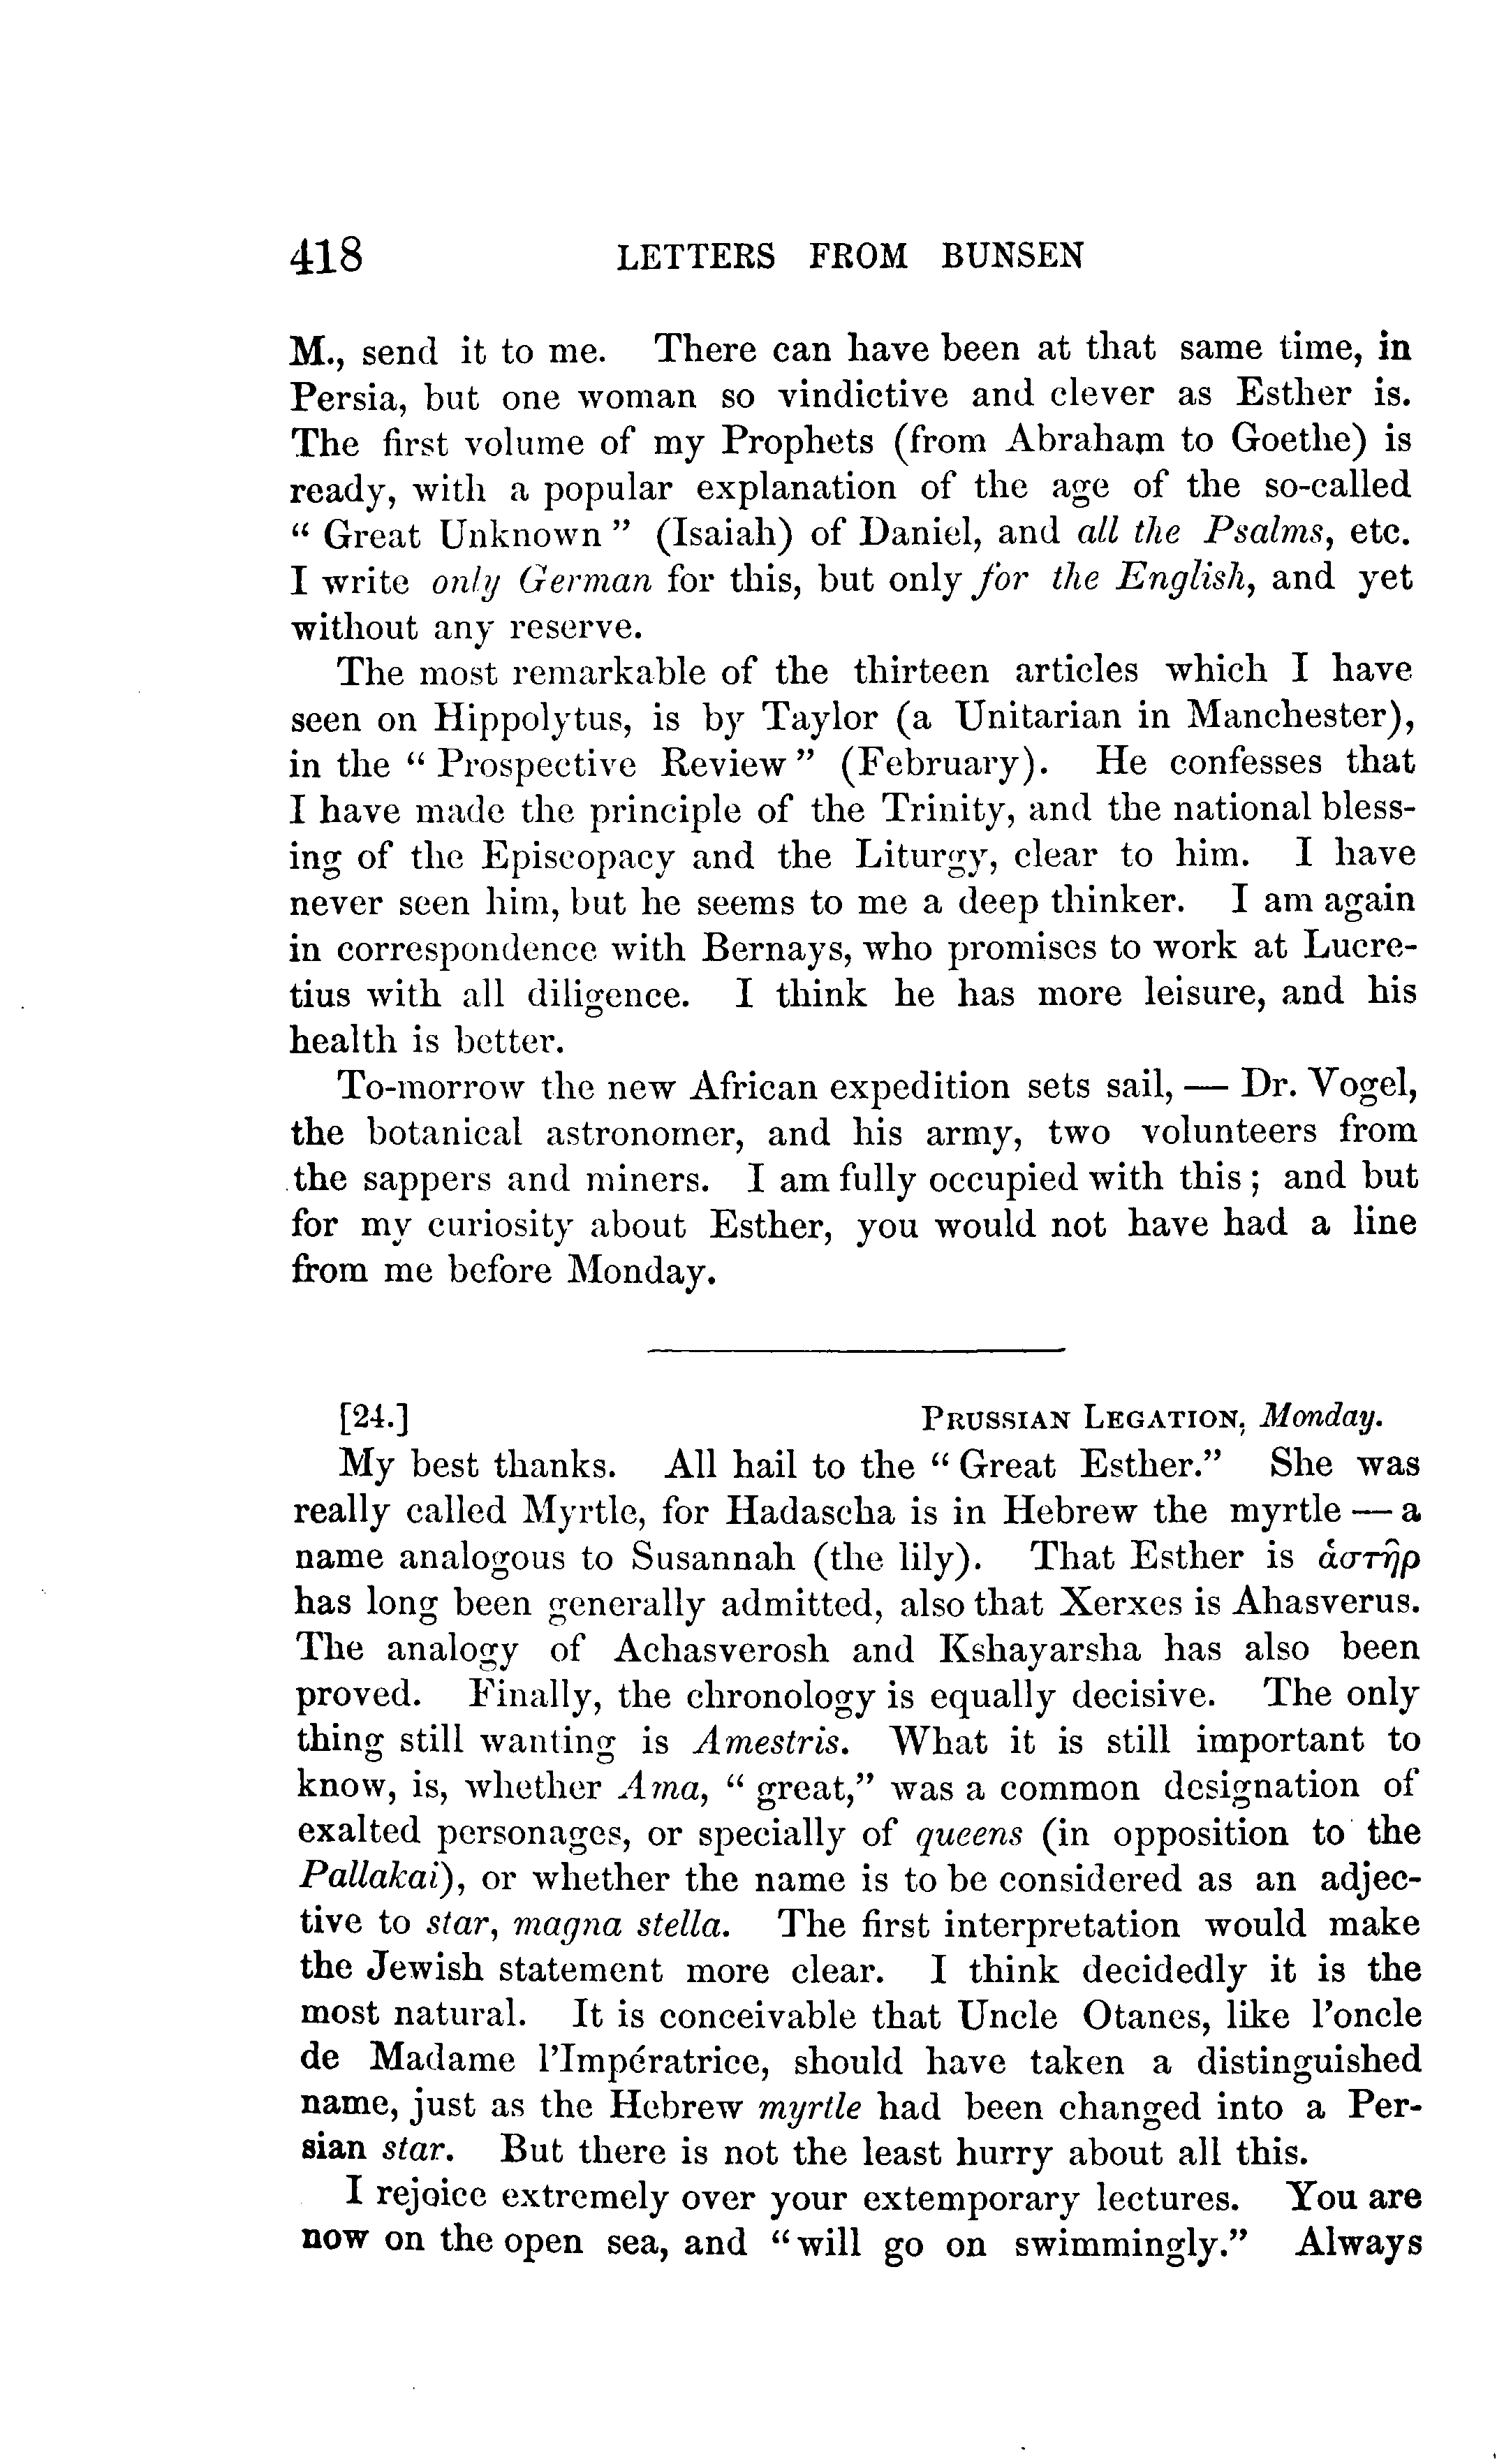 418 LETTERS FROM BUNSEN
M., send it to me. There can have been at that same time, in
Persia, but one woman so vindictive and clever as Esther is.
The first volume of my Prophets (from Abraham to Goethe) is
ready, with a popular explanation of the age of the so-called
“ Great Unknown ” (Isaiah) of Daniel, and all the Psalms, etc.
I write only German for this, but only for the English, and yet
without any reserve.
The most remarkable of the thirteen articles which I have
seen on Hippolytus, is by Taylor (a Unitarian in Manchester),
in the “ Prospective Review ” (February). He confesses that
I have made the principle of the Trinity, and the national bless-
ing of the Episcopacy and the Liturgy, clear to him. I have
never seen him, but he seems to me a deep thinker. I am again
in correspondence with Bernays, who promises to work at Lucre-
tius with all diligence. I think he has more leisure, and his
health is better.
To-morrow the new African expedition sets sail, — Dr. Vogel,
the botanical astronomer, and his army, two volunteers from
the sappers and miners. I am fully occupied with this ; and but
for my curiosity about Esther, you would not have had a line
from me before Monday.
[24.] PRUSSIAN LEGATION, Monday.
My best thanks. All hail to the “ Great Esther.” She was
really called Myrtle, for Hadascha is in Hebrew the myrtle — a
name analogous to Susannah (the lily). That Esther is ἀστῆρ
has long been generally admitted, also that Xerxes is Ahasverus.
The analogy of Achasverosh and Kshayarsha has also been
proved. Finally, the chronology is equally decisive. The only
thing still wanting is Amestris. What it is still important to
know, is, whether Ama, “ great,” was a common designation of
exalted personages, or specially of queens (in opposition to the
Pallakai), or whether the name is to be considered as an adjec-
tive to star, magna stella. The first interpretation would make
the Jewish statement more clear. I think decidedly it is the
most natural. It is conceivable that Uncle Otanes, like l’oncle
de Madame l’Impératrice, should have taken a distinguished
name, just as the Hebrew myrtle had been changed into a Per-
sian star. But there is not the least hurry about all this.
I rejoice extremely over your extemporary lectures. You are
now on the open sea, and “ will go on swimmingly.” Always